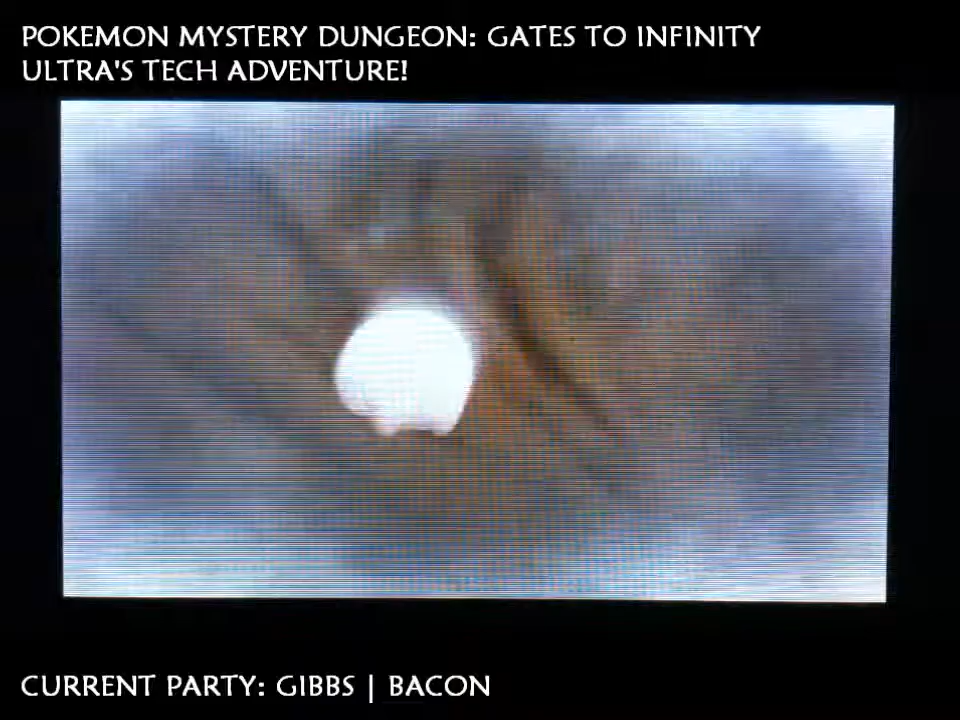 POKEMON MYSTERY DUNGEON: GATES TO INFINITY
ULTRA'S TECH ADVENTURE!
CURRENT PARTY: GIBBS | BACON